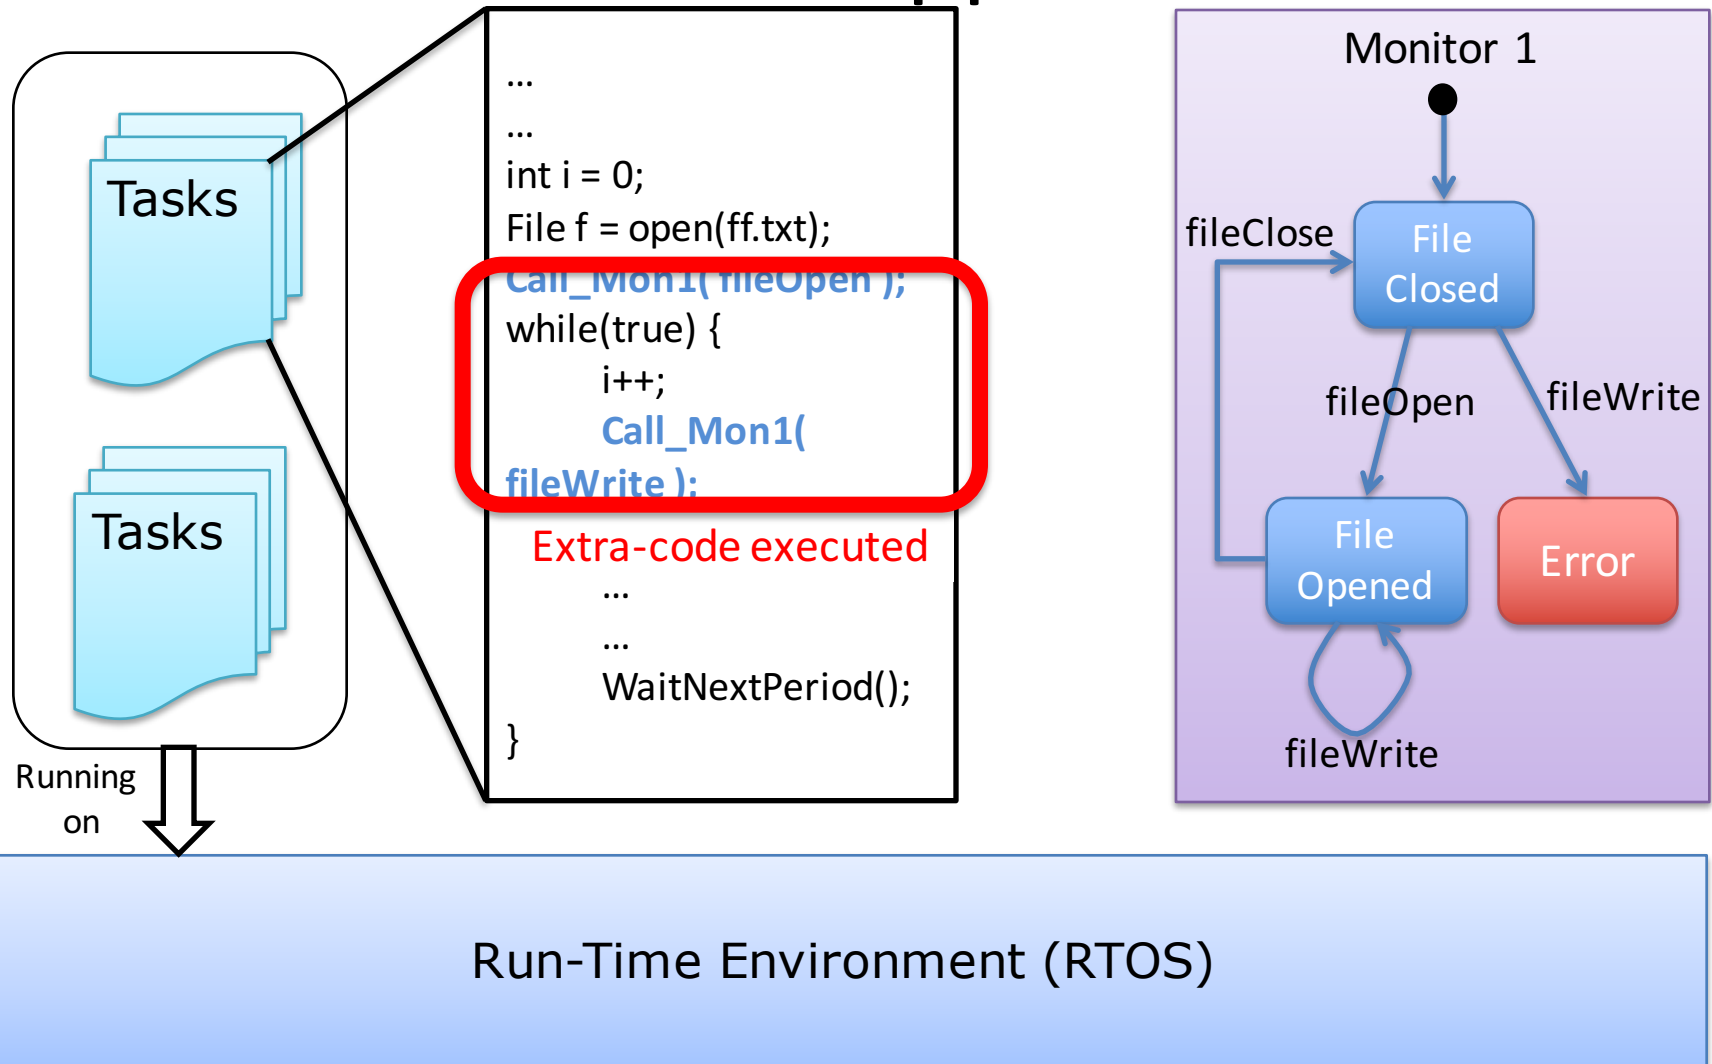 Tasks
Tasks
Running
on
…
…
int i = 0;
File f = open(ff.txt);
Call_Mon1( fileOpen );
while(true) {
i++;
Call_Mon1(
fileWrite );
Extra-code executed
…
…
WaitNextPeriod();
}
Monitor 1
fileClose
File
Closed
fileOpen
fileWrite
File
Opened
Error
fileWrite
Run-Time Environment (RTOS)